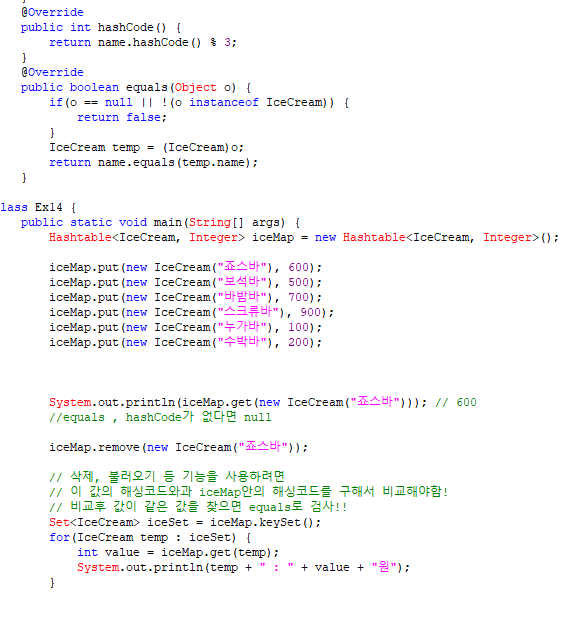 }
@Override
public int hashCode() {
return name.hashCode() % 3;
}
@Override
public boolean equals(Object o) {
if(o == null || !(o instanceof IceCream)) {
return false;
}
IceCream temp = (IceCream)o;
return name.equals(temp.name);
}
lass Ex14 {
public static void main(String[] args) {
Hashtable<IceCream, Integer> iceMap = new Hashtable<IceCream, Integer>();
iceMap.put(new IceCream("죠스바"), 600);
iceMap.put(new IceCream("보석바"), 500);
iceMap.put(new IceCream("바밤바"), 700);
iceMap.put(new IceCream("스크류바"), 900);
iceMap.put(new IceCream("누가바"), 100);
iceMap.put(new IceCream("수박바"), 200);
System.out.println(iceMap.get(new IceCream("죠스바"))); // 600
//equals , hashCode가 없다면 null
iceMap.remove(new IceCream("죠스바"));
// 삭제, 불러오기 등 기능을 사용하려면
// 이 값의 해싱코드와과 iceMap안의 해싱코드를 구해서 비교해야함!
// 비교후 값이 같은 값을 찾으면 equals로 검사!!
Set<IceCream> iceSet = iceMap.keySet();
for(IceCream temp : iceSet) {
int value = iceMap.get(temp);
System.out.println(temp + " : " + value + "원");
}